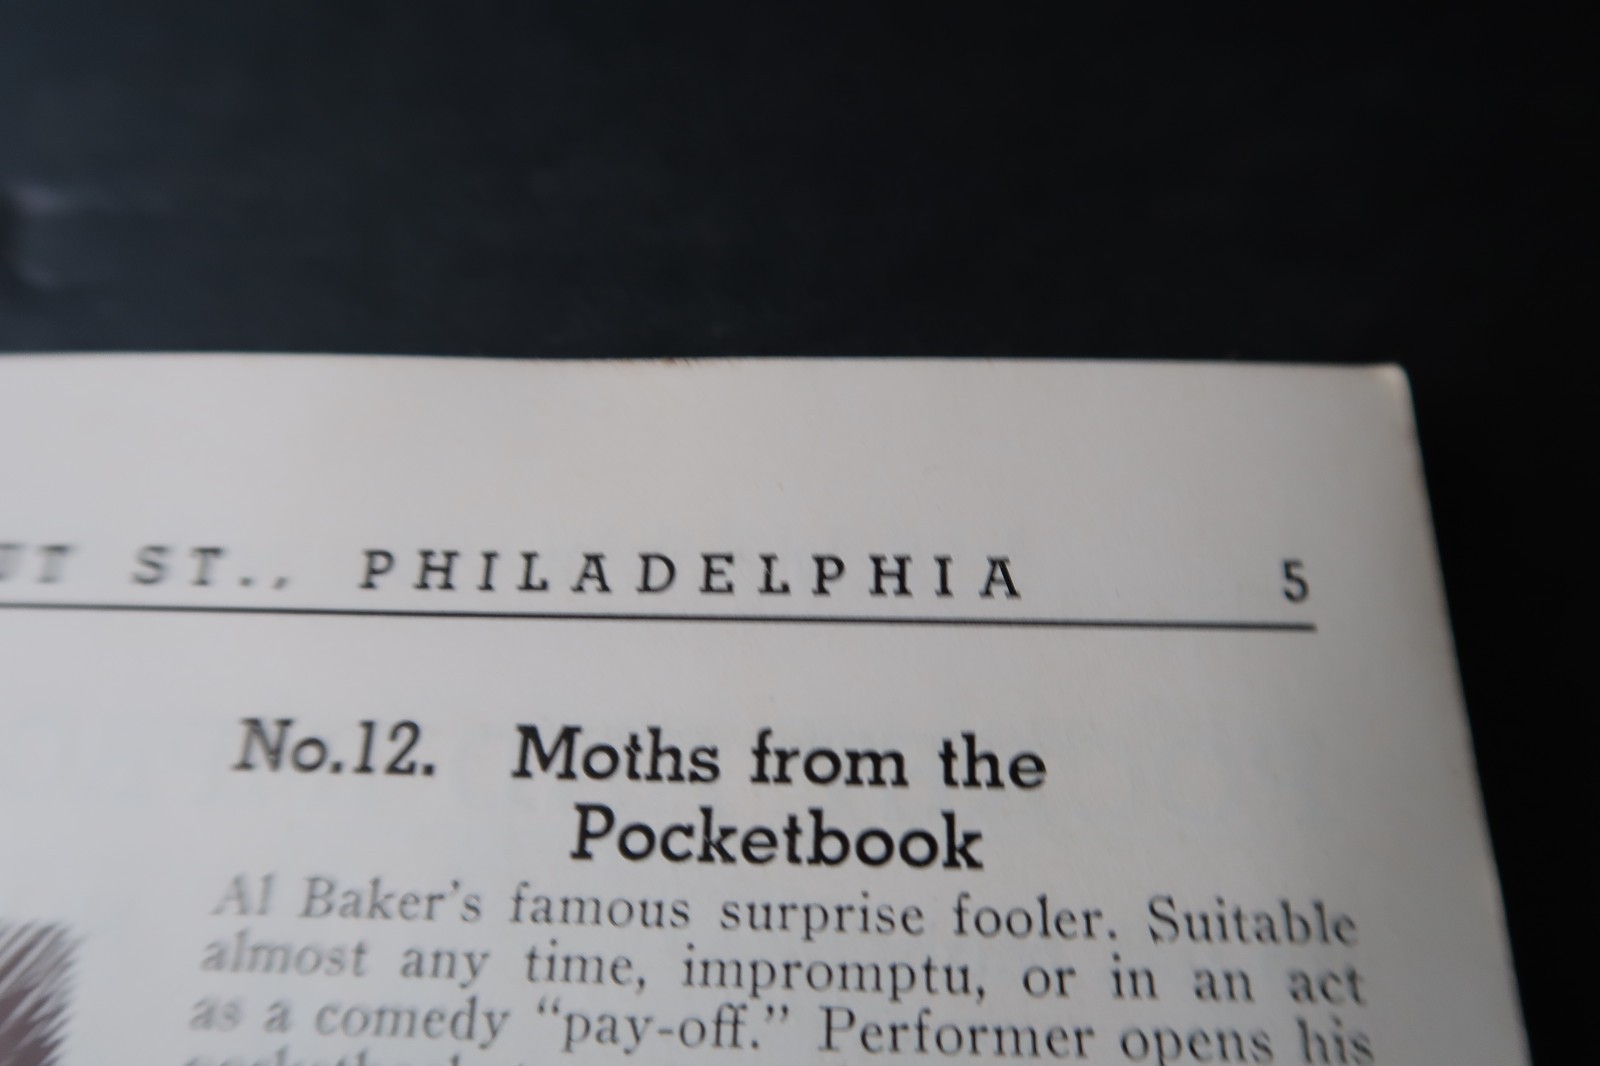 UT ST., PHILADELPHIA 5
No.12. Moths from the
Pocketbook
Al Baker's famous surprise fooler. Suitable
almost any time, impromptu, or in an act
as a comedy “pay-off.” Performer opens his